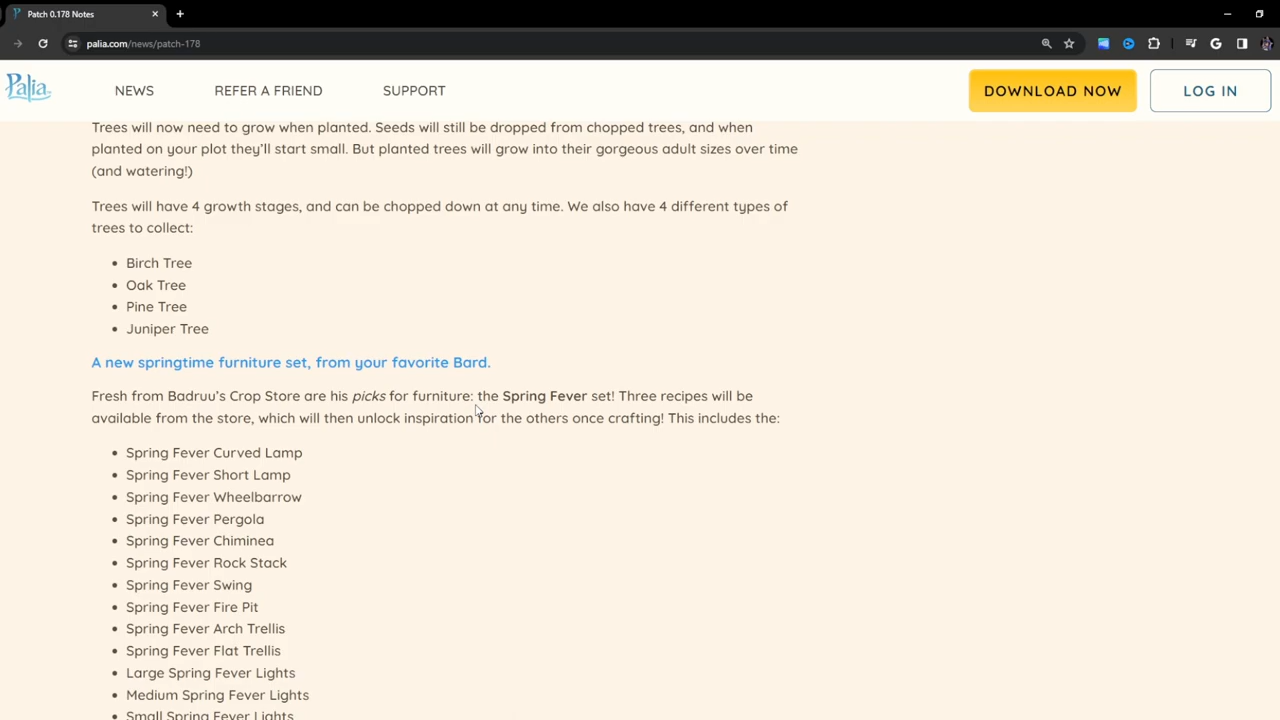 Patch 0.178 Notes
palia.com/news/patch-178
Palia
NEWS
REFER A FRIEND
SUPPORT
DOWNLOAD NOW
LOG IN
Trees will now need to grow when planted. Seeds will still be dropped from chopped trees, and when
planted on your plot they’ll start small. But planted trees will grow into their gorgeous adult sizes over time
(and watering!)
Trees will have 4 growth stages, and can be chopped down at any time. We also have 4 different types of
trees to collect:
Birch Tree
Oak Tree
Pine Tree
Juniper Tree
A new springtime furniture set, from your favorite Bard.
Fresh from Badruu’s Crop Store are his picks for furniture: the Spring Fever set! Three recipes will be
available from the store, which will then unlock inspiration for the others once crafting! This includes the:
Spring Fever Curved Lamp
Spring Fever Short Lamp
Spring Fever Wheelbarrow
Spring Fever Pergola
Spring Fever Chiminea
Spring Fever Rock Stack
Spring Fever Swing
Spring Fever Fire Pit
Spring Fever Arch Trellis
Spring Fever Flat Trellis
Large Spring Fever Lights
Medium Spring Fever Lights
Small Spring Fever Lights